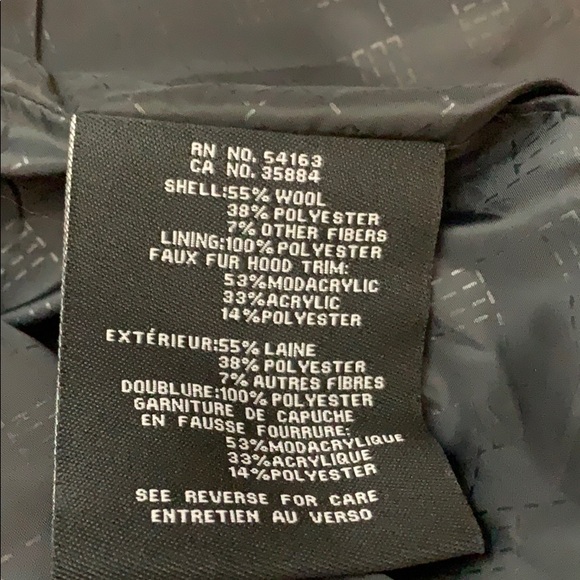 RN NO. 54163
CA NO. 35884
SHELL:55% WOOL
38% POLYESTER
7% OTHER FIBERS
LINING:100% POLYESTER
FAUX FUR HOOD TRIM:
53%MODACRYLIC
33%ACRYLIC
14%POLYESTER
EXTÉRIEUR:55% LAINE
38% POLYESTER
7% AUTRES FIBRES
DOUBLURE:100% POLYESTER
GARNITURE DE CAPUCHE
EN FAUSSE FOURRURE:
53%MODACRYLIQUE
33%ACRYLIQUE
14%POLYESTER
SEE REVERSE FOR CARE
ENTRETIEN AU VERSO